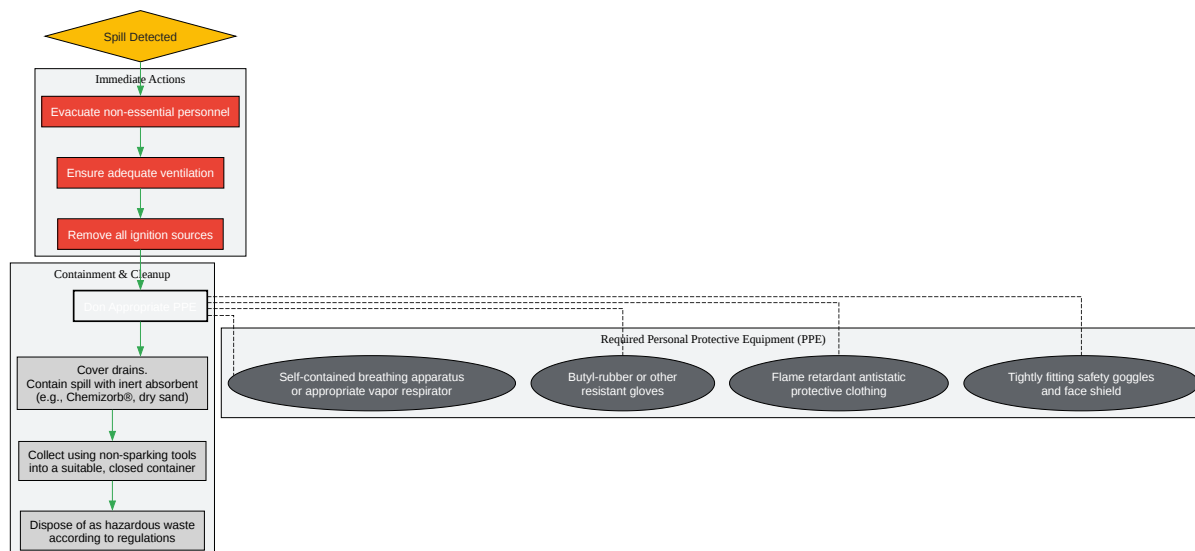 Spill Detected
Immediate Actions
Evacuate non-essential personnel
Ensure adequate ventilation
Remove all ignition sources
Containment & Cleanup
Don Appropriate PPE
Required Personal Protective Equipment (PPE)
Self-contained breathing apparatus
or appropriate vapor respirator
Butyl-rubber or other
resistant gloves
Flame retardant antistatic
protective clothing
Tightly fitting safety goggles
and face shield
Cover drains.
Contain spill with inert absorbent
(e.g., Chemizorb®, dry sand)
Collect using non-sparking tools
into a suitable, closed container
Dispose of as hazardous waste
according to regulations